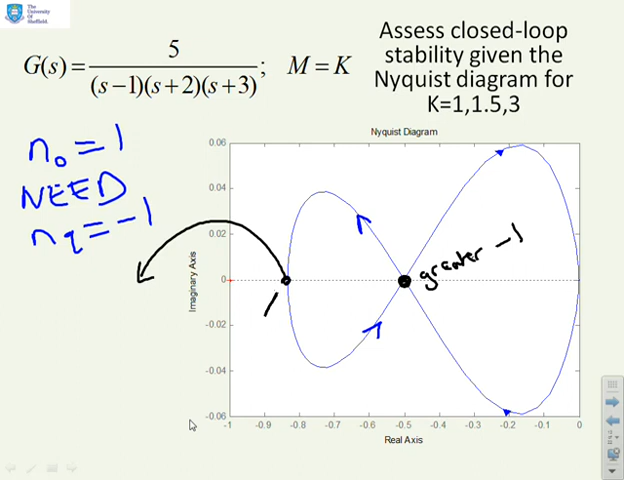 The
University
Of
Sheffield.
G(s) = 5 / ((s−1)(s+2)(s+3)); M = K
Assess closed-loop
stability given the
Nyquist diagram for
K=1,1.5,3
n₀ = 1
NEED
nq = -1
Nyquist Diagram
0.06
0.04
0.02
0
-0.02
-0.04
-0.06
Imaginary Axis
greater -1
-1 -0.9 -0.8 -0.7 -0.6 -0.5 -0.4 -0.3 -0.2 -0.1 0
Real Axis